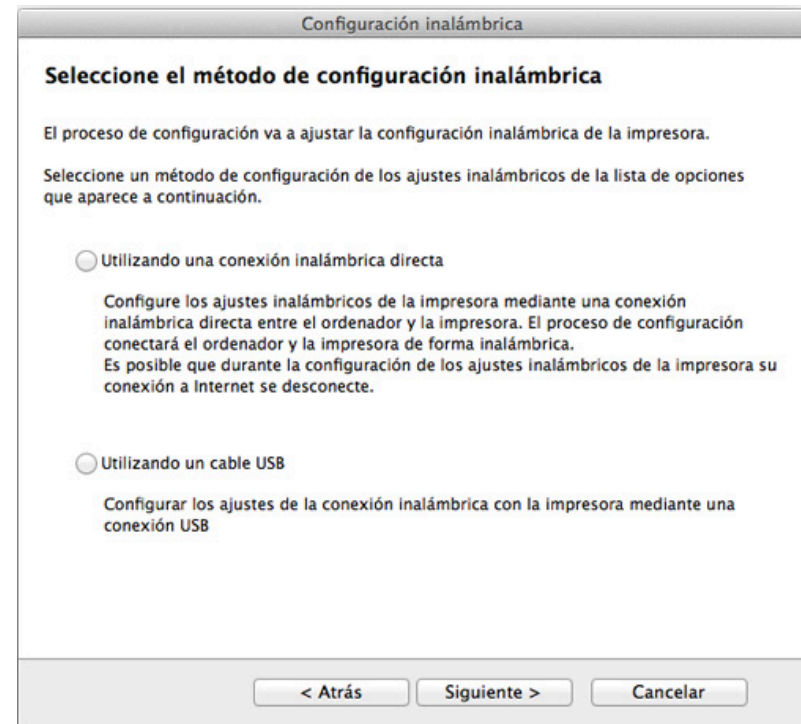 Configuración inalámbrica
Seleccione el método de configuración inalámbrica
El proceso de configuración va a ajustar la configuración inalámbrica de la impresora.
Seleccione un método de configuración de los ajustes inalámbricos de la lista de opciones
que aparece a continuación.
Utilizando una conexión inalámbrica directa
Configure los ajustes inalámbricos de la impresora mediante una conexión
inalámbrica directa entre el ordenador y la impresora. El proceso de configuración
conectará el ordenador y la impresora de forma inalámbrica.
Es posible que durante la configuración de los ajustes inalámbricos de la impresora su
conexión a Internet se desconecte.
Utilizando un cable USB
Configurar los ajustes de la conexión inalámbrica con la impresora mediante una
conexión USB
< Atrás Siguiente > Cancelar